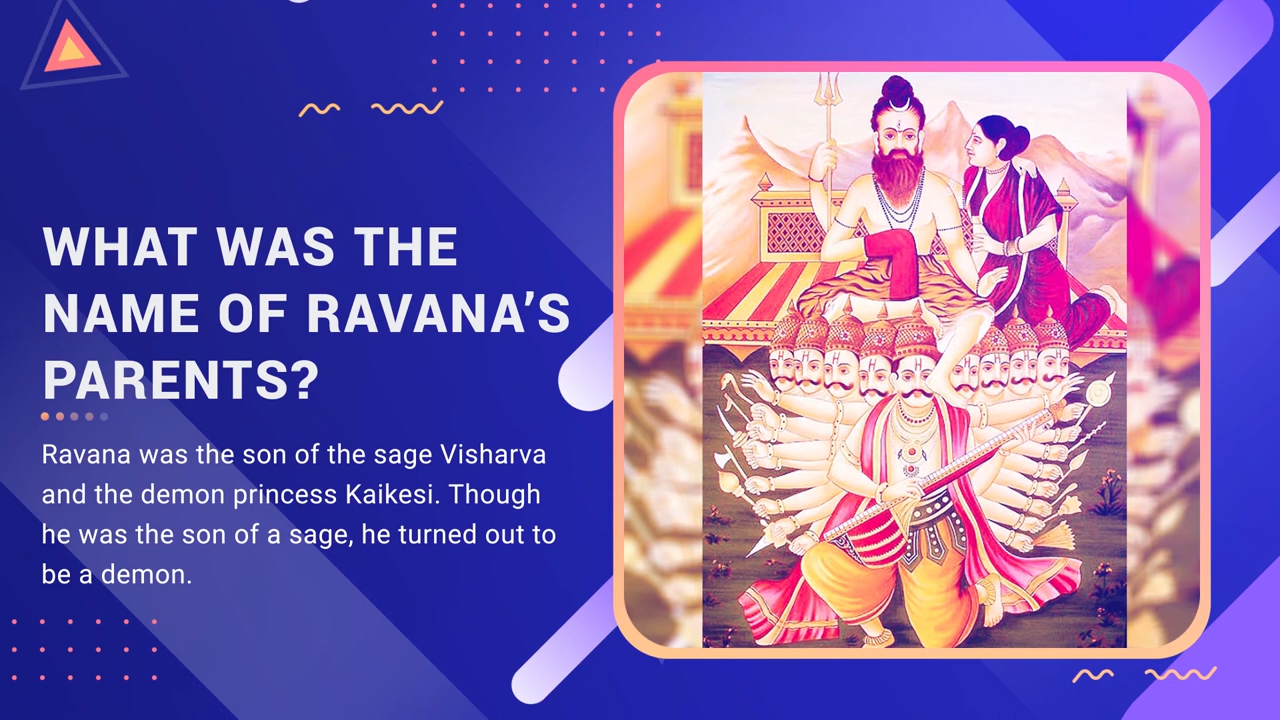 WHAT WAS THE
NAME OF RAVANA’S
PARENTS?
Ravana was the son of the sage Visharva
and the demon princess Kaikesi. Though
he was the son of a sage, he turned out to
be a demon.